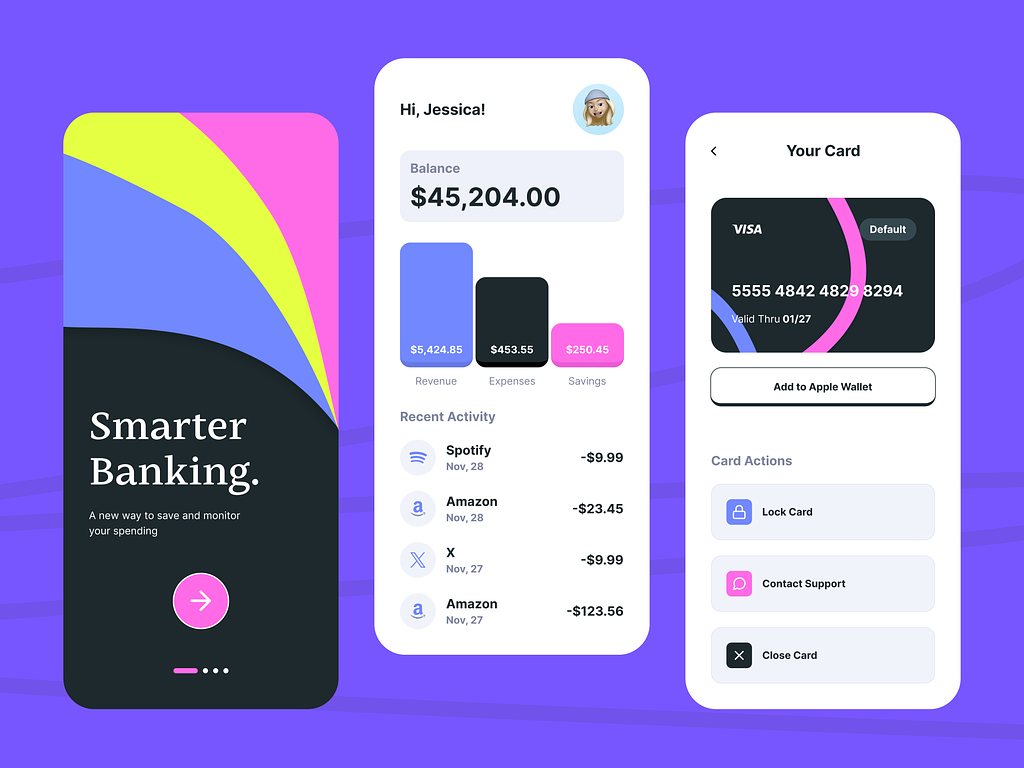 Smarter
Banking.
A new way to save and monitor
your spending
Hi, Jessica!
Balance
$45,204.00
$5,424.85
$453.55
$250.45
Revenue
Expenses
Savings
Recent Activity
Spotify
Nov, 28
-$9.99
Amazon
Nov, 28
-$23.45
X
Nov, 27
-$9.99
Amazon
Nov, 27
-$123.56
Your Card
VISA
Default
5555 4842 4829 8294
Valid Thru 01/27
Add to Apple Wallet
Card Actions
Lock Card
Contact Support
Close Card